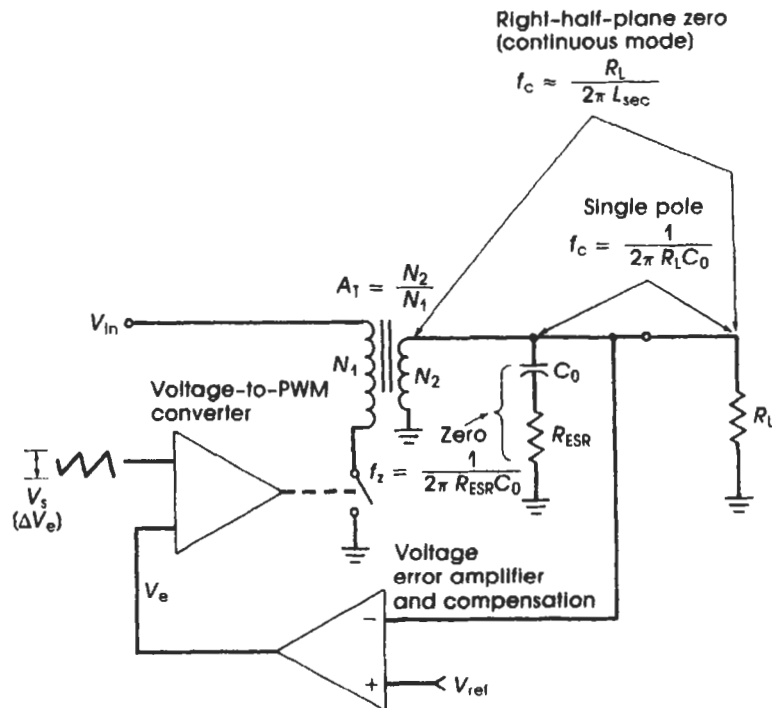 Right-half-plane zero
(continuous mode)
f_c ≈ R_L / 2π L_sec
Single pole
f_c = 1 / 2π R_L C_0
A_T = N_2 / N_1
V_in
N_1
N_2
C_0
Voltage-to-PWM
converter
R_ESR
R_L
Zero
f_z = 1 / 2π R_ESR C_0
V_s
(ΔV_e)
Voltage
error amplifier
and compensation
V_e
−
+
V_ref